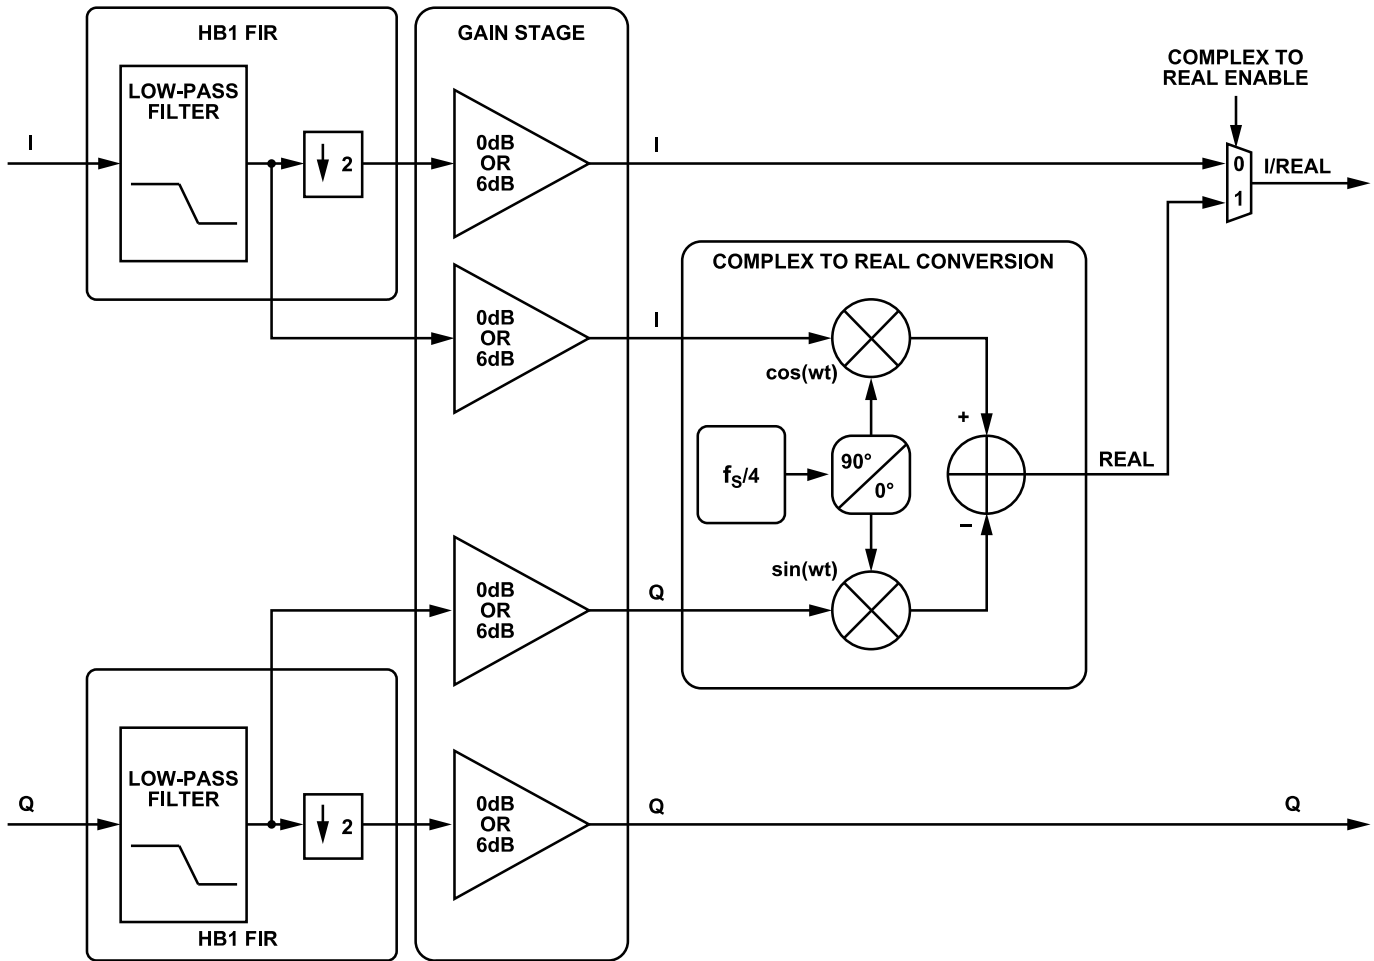 HB1 FIR
GAIN STAGE
COMPLEX TO
REAL ENABLE
LOW-PASS
FILTER
I
2
0dB
OR
6dB
I
0
1
I/REAL
COMPLEX TO REAL CONVERSION
0dB
OR
6dB
I
cos(wt)
+
fS/4
90°
0°
REAL
–
sin(wt)
0dB
OR
6dB
Q
LOW-PASS
FILTER
Q
2
0dB
OR
6dB
Q
Q
HB1 FIR